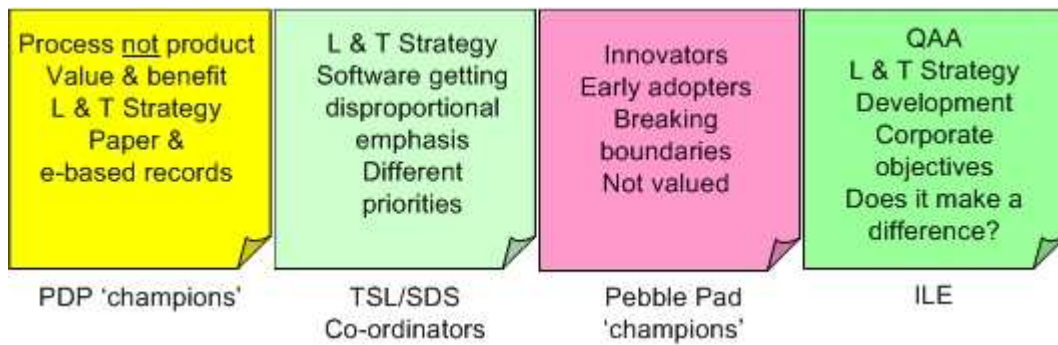 Process not product
Value & benefit
L & T Strategy
Paper &
e-based records
PDP ‘champions’
L & T Strategy
Software getting
disproportional
emphasis
Different
priorities
TSL/SDS
Co-ordinators
Innovators
Early adopters
Breaking
boundaries
Not valued
Pebble Pad
‘champions’
QAA
L & T Strategy
Development
Corporate
objectives
Does it make a
difference?
ILE